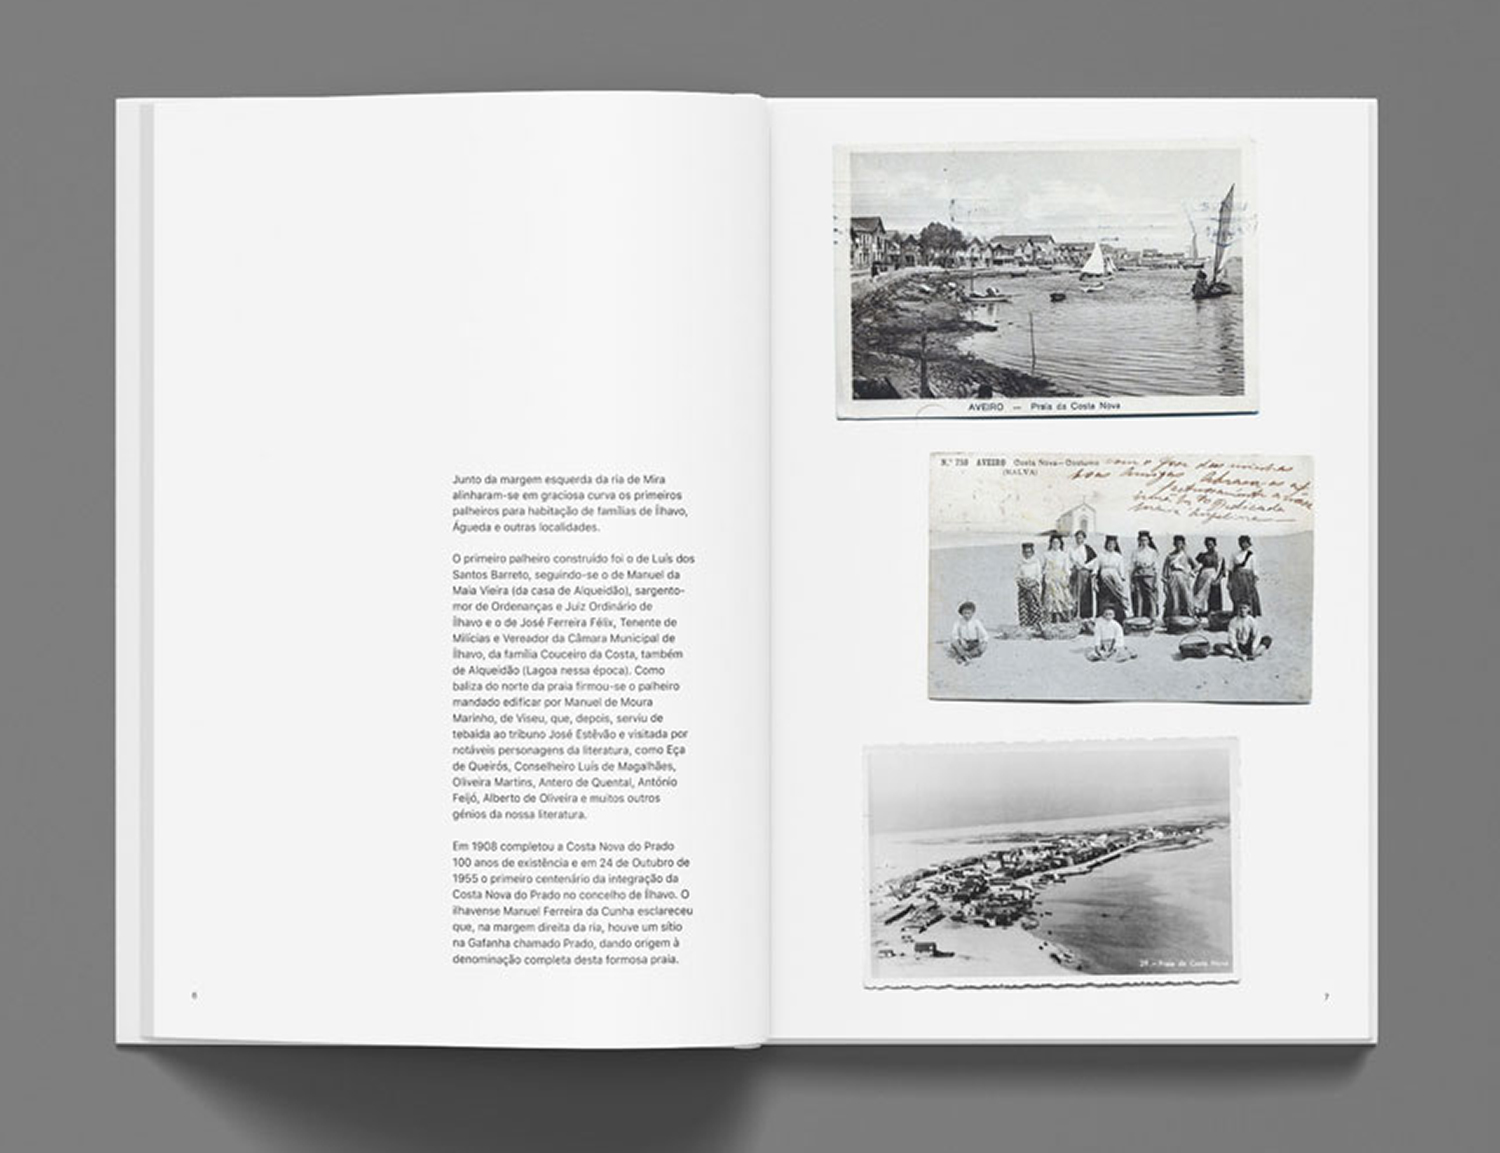 Junto da margem esquerda da ria de Mira
alinharam-se em graciosa curva os primeiros
palheiros para habitação de famílias de Ílhavo,
Águeda e outras localidades.
O primeiro palheiro construído foi o de Luís dos
Santos Barreto, seguindo-se o de Manuel da
Maia Vieira (da casa de Alqueidão), sargento-
mor de Ordenanças e Juiz Ordinário de
Ílhavo e o de José Ferreira Félix, Tenente de
Milícias e Vereador da Câmara Municipal de
Ílhavo, da família Couceiro da Costa, também
de Alqueidão (Lagoa nessa época). Como
baliza do norte da praia firmou-se o palheiro
mandado edificar por Manuel de Moura
Marinho, de Viseu, que, depois, serviu de
tebaida ao tribuno José Estêvão e visitada por
notáveis personagens da literatura, como Eça
de Queirós, Conselheiro Luís de Magalhães,
Oliveira Martins, Antero de Quental, António
Feijó, Alberto de Oliveira e muitos outros
génios da nossa literatura.
Em 1908 completou a Costa Nova do Prado
100 anos de existência e em 24 de Outubro de
1955 o primeiro centenário da integração da
Costa Nova do Prado no concelho de Ílhavo. O
ilhavense Manuel Ferreira da Cunha esclareceu
que, na margem direita da ria, houve um sítio
na Gafanha chamado Prado, dando origem à
denominação completa desta formosa praia.
6
AVEIRO — Praia da Costa Nova
N.º 750 AVEIRO Costa Nova—Costume
(MALVA)
29 - Praia da Costa Nova
7